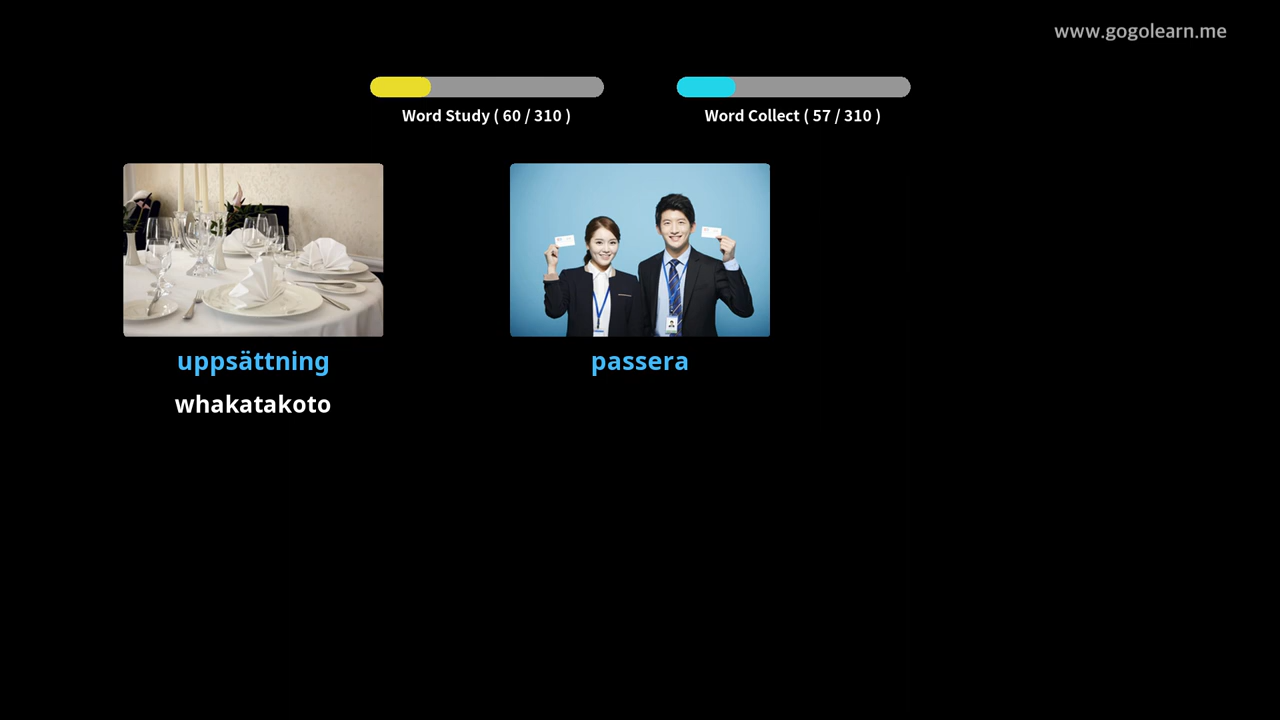 www.gogolearn.me
Word Study ( 60 / 310 )
Word Collect ( 57 / 310 )
uppsättning
passera
whakatakoto